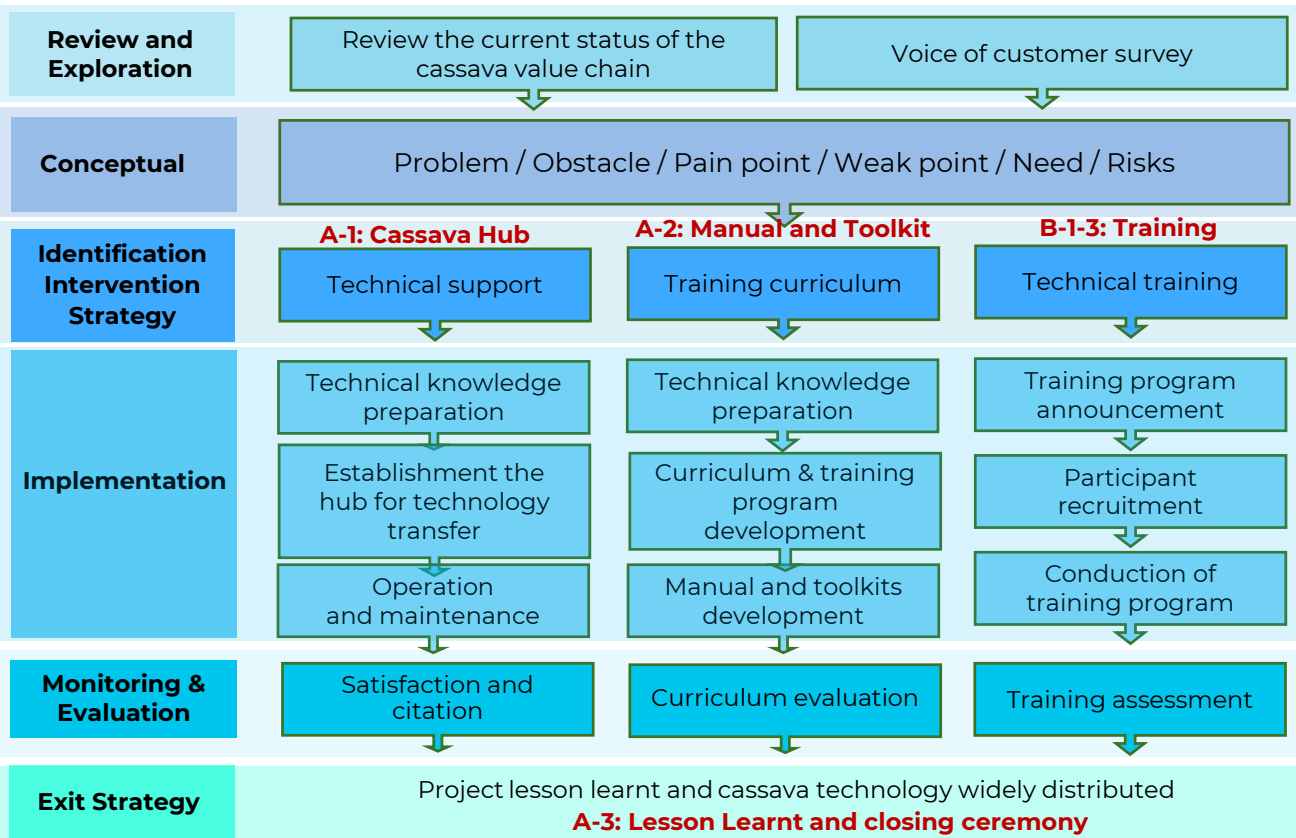 Review and
Exploration
Review the current status of the
cassava value chain
Voice of customer survey
Conceptual
Problem / Obstacle / Pain point / Weak point / Need / Risks
Identification
Intervention
Strategy
A-1: Cassava Hub
A-2: Manual and Toolkit
B-1-3: Training
Technical support
Training curriculum
Technical training
Implementation
Technical knowledge
preparation
Establishment the
hub for technology
transfer
Operation
and maintenance
Technical knowledge
preparation
Curriculum & training
program
development
Manual and toolkits
development
Training program
announcement
Participant
recruitment
Conduction of
training program
Monitoring &
Evaluation
Satisfaction and
citation
Curriculum evaluation
Training assessment
Exit Strategy
Project lesson learnt and cassava technology widely distributed
A-3: Lesson Learnt and closing ceremony